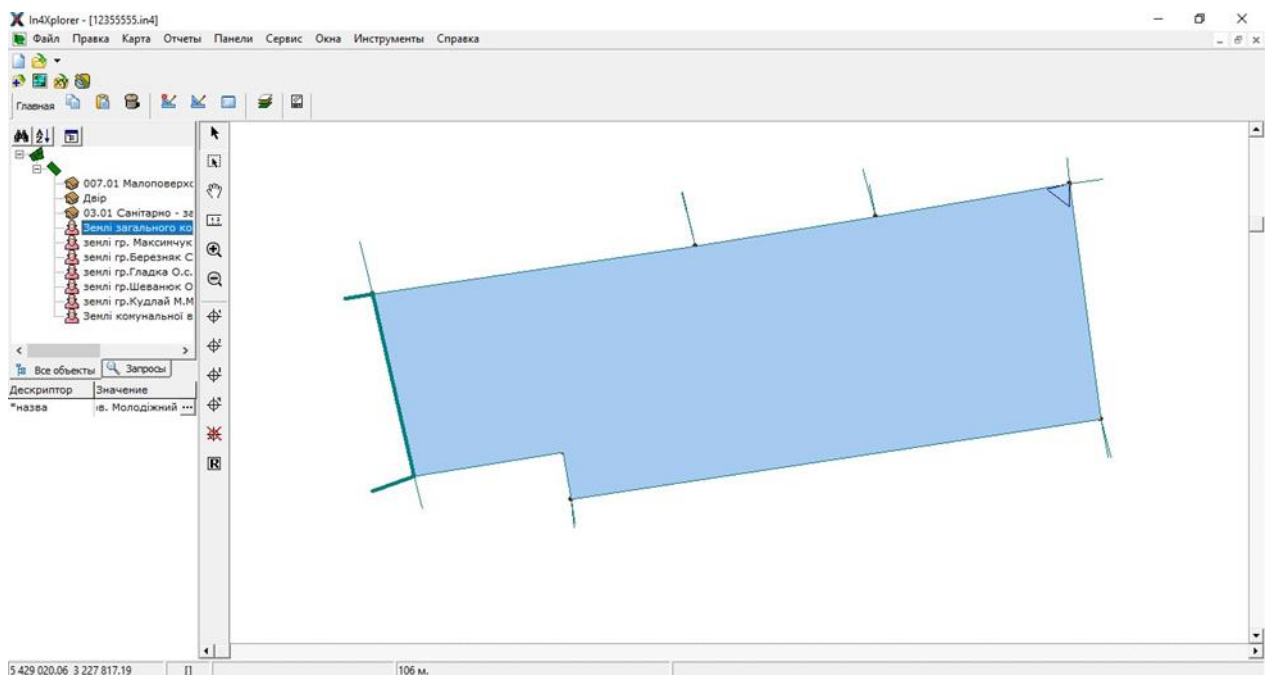 In4Xplorer - [12355555.in4]
Файл Правка Карта Отчеты Панели Сервис Окна Инструменты Справка
Главная
007.01 Малоповерхс
Двір
03.01 Санітарно - за
Землі загального ко
землі гр. Максимчук
землі гр.Березняк С
землі гр.Гладка О.с.
землі гр.Шеванюк О
землі гр.Кудлай М.М
Землі комунальної в
Все объекты Запросы
Дескриптор Значение
*назва ів. Молодіжний ...
5 429 020.06 3 227 817.19 [] 106 м.